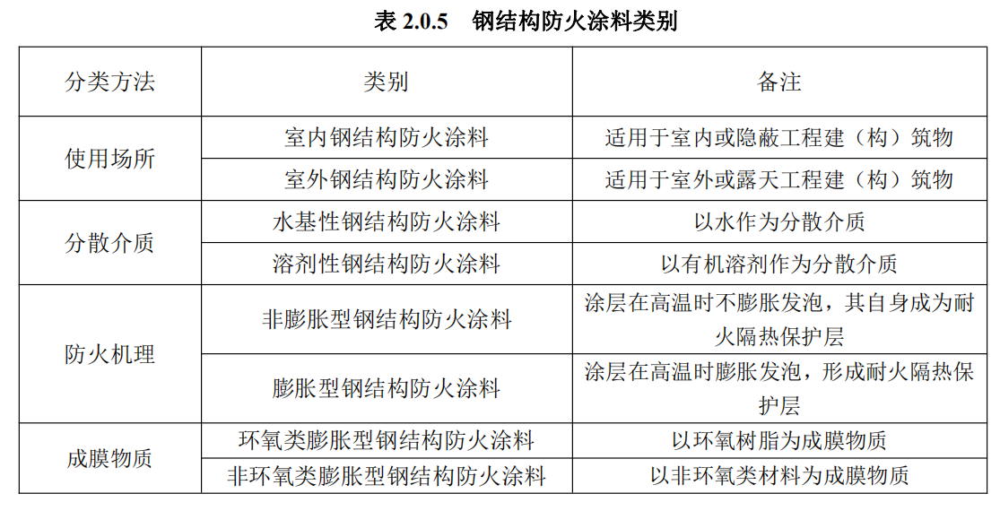 表 2.0.5 钢结构防火涂料类别
分类方法 类别 备注
使用场所
室内钢结构防火涂料 适用于室内或隐蔽工程建（构）筑物
室外钢结构防火涂料 适用于室外或露天工程建（构）筑物
分散介质
水基性钢结构防火涂料 以水作为分散介质
溶剂性钢结构防火涂料 以有机溶剂作为分散介质
防火机理
非膨胀型钢结构防火涂料
涂层在高温时不膨胀发泡，其自身成为耐
火隔热保护层
膨胀型钢结构防火涂料
涂层在高温时膨胀发泡，形成耐火隔热保
护层
成膜物质
环氧类膨胀型钢结构防火涂料 以环氧树脂为成膜物质
非环氧类膨胀型钢结构防火涂料 以非环氧类材料为成膜物质